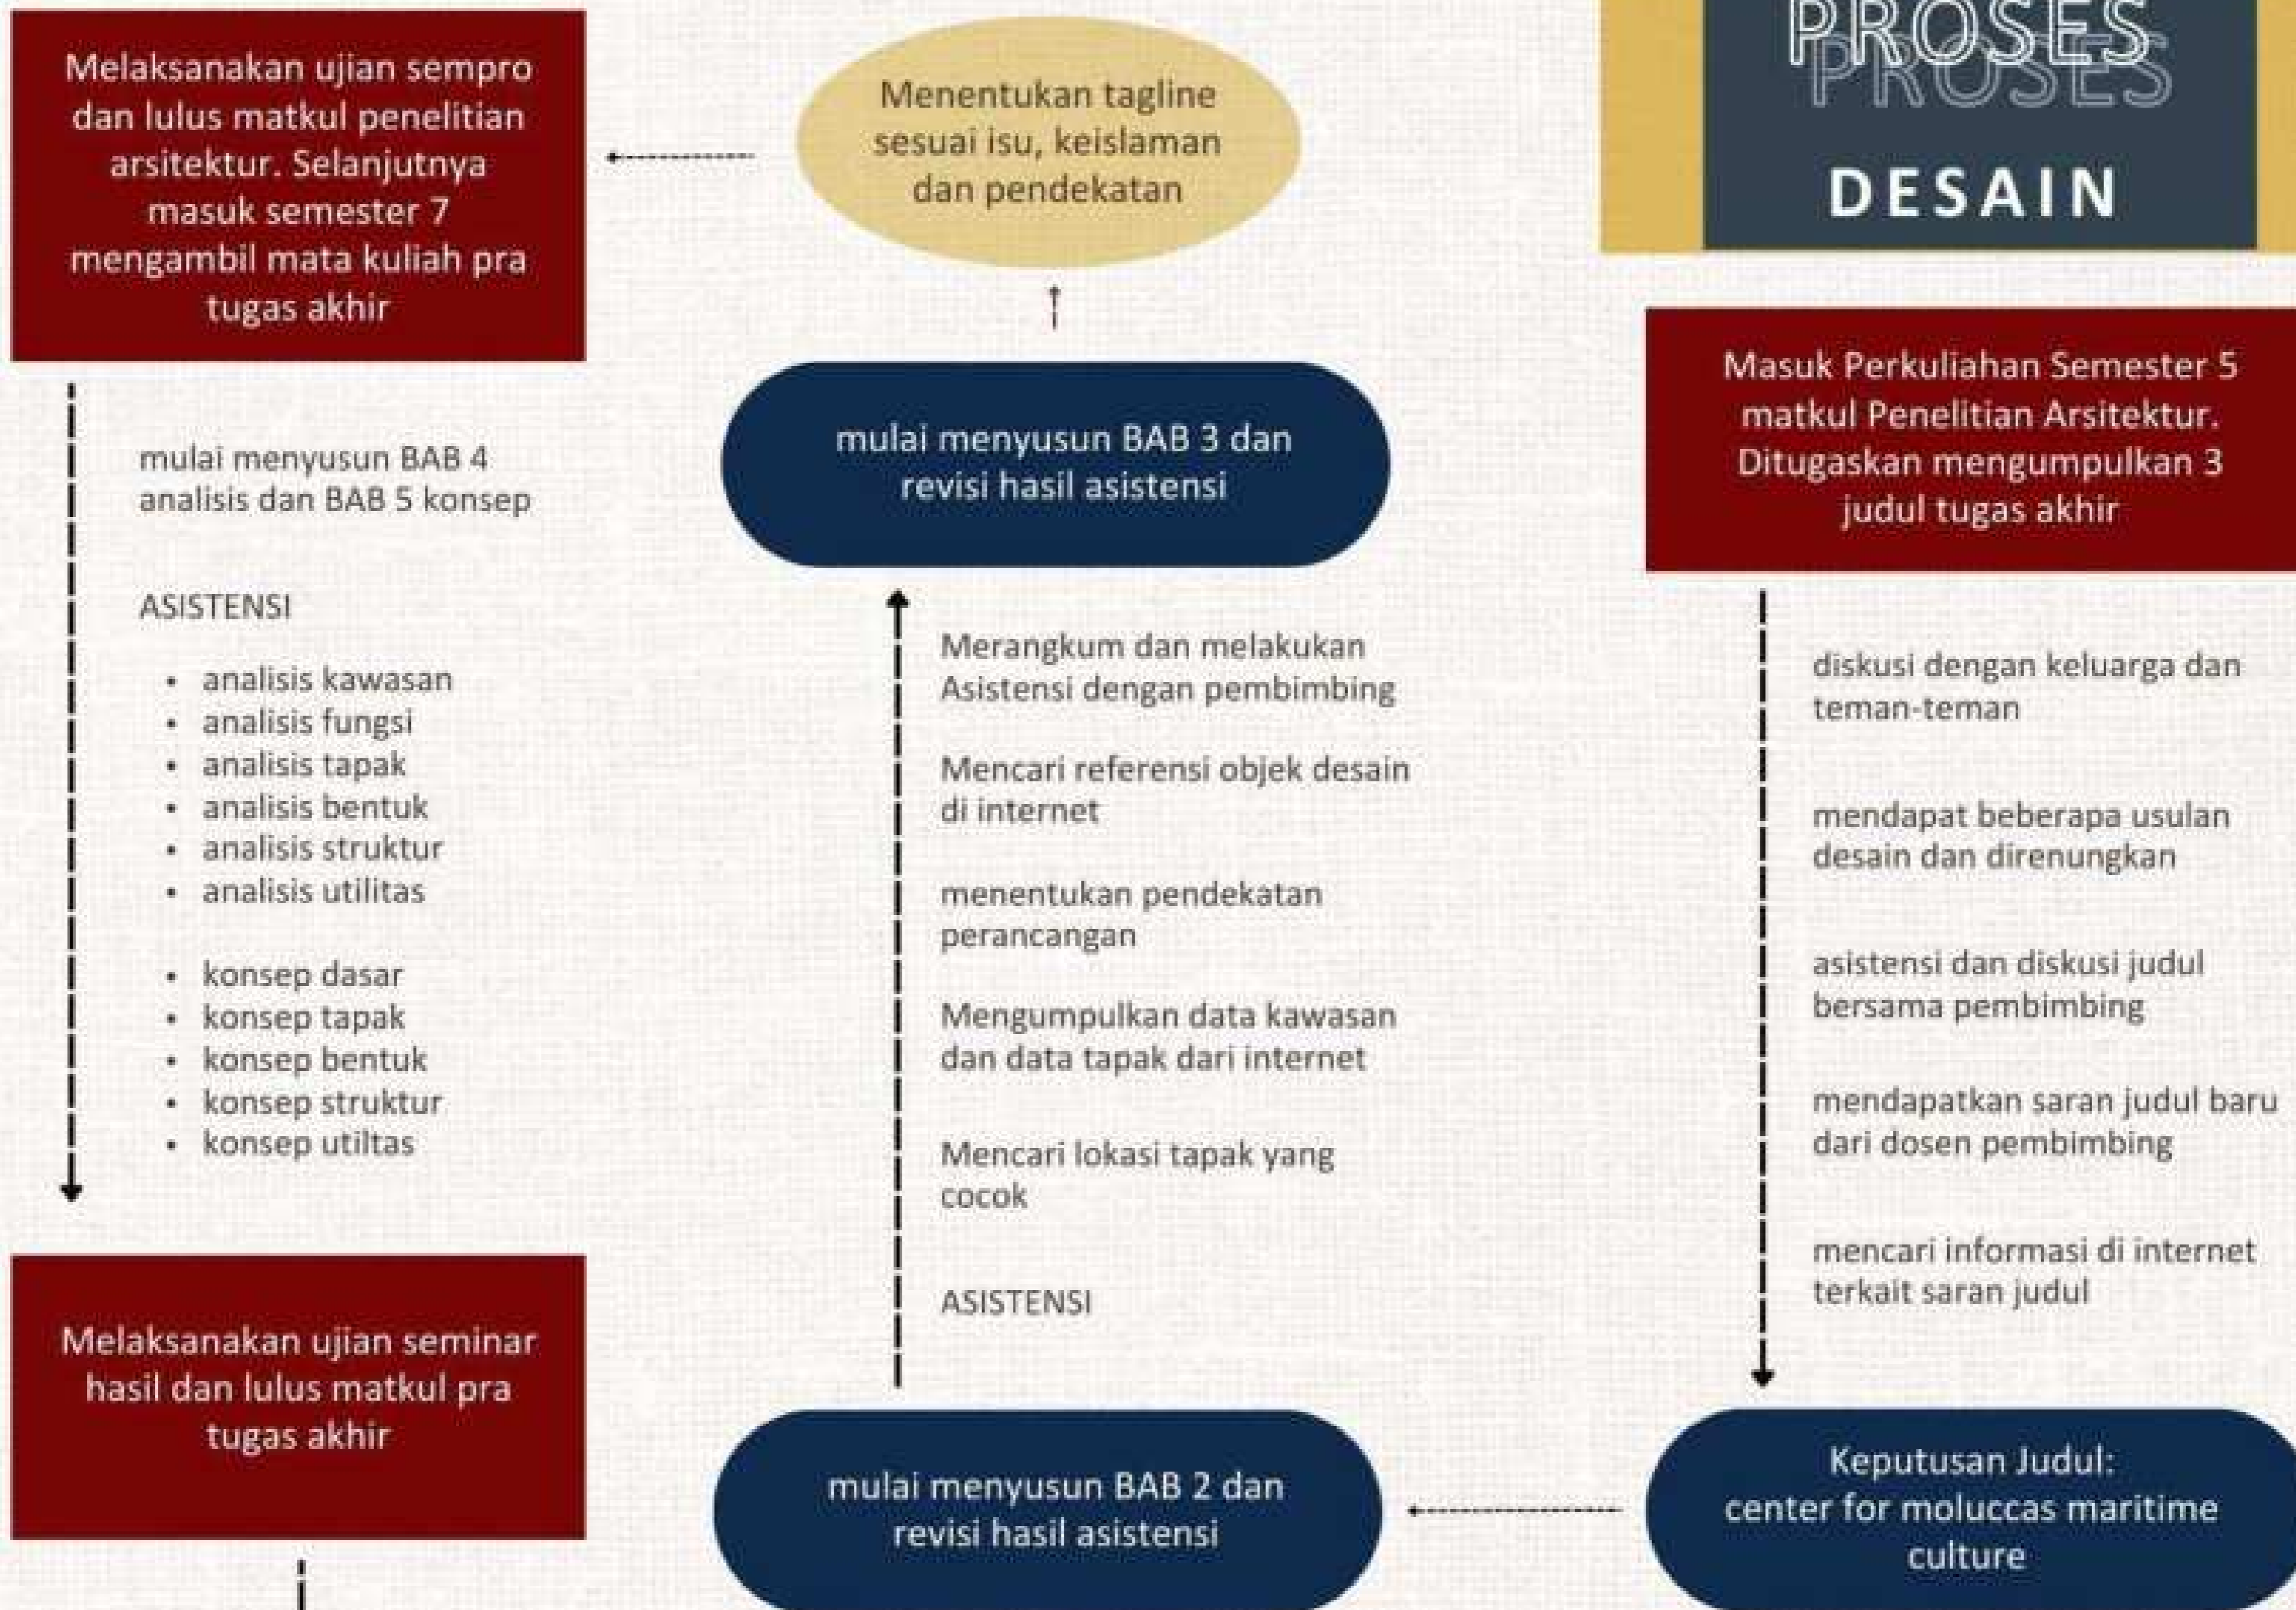 PROSES
PROSES
DESAIN
Masuk Perkuliahan Semester 5
matkul Penelitian Arsitektur.
Ditugaskan mengumpulkan 3
judul tugas akhir
diskusi dengan keluarga dan
teman-teman
mendapat beberapa usulan
desain dan direnungkan
asistensi dan diskusi judul
bersama pembimbing
mendapatkan saran judul baru
dari dosen pembimbing
mencari informasi di internet
terkait saran judul
Keputusan Judul:
center for moluccas maritime
culture
mulai menyusun BAB 2 dan
revisi hasil asistensi
Merangkum dan melakukan
Asistensi dengan pembimbing
Mencari referensi objek desain
di internet
menentukan pendekatan
perancangan
Mengumpulkan data kawasan
dan data tapak dari internet
Mencari lokasi tapak yang
cocok
ASISTENSI
mulai menyusun BAB 3 dan
revisi hasil asistensi
Menentukan tagline
sesuai isu, keislaman
dan pendekatan
Melaksanakan ujian sempro
dan lulus matkul penelitian
arsitektur. Selanjutnya
masuk semester 7
mengambil mata kuliah pra
tugas akhir
mulai menyusun BAB 4
analisis dan BAB 5 konsep
ASISTENSI
• analisis kawasan
• analisis fungsi
• analisis tapak
• analisis bentuk
• analisis struktur
• analisis utilitas
• konsep dasar
• konsep tapak
• konsep bentuk
• konsep struktur
• konsep utiltas
Melaksanakan ujian seminar
hasil dan lulus matkul pra
tugas akhir